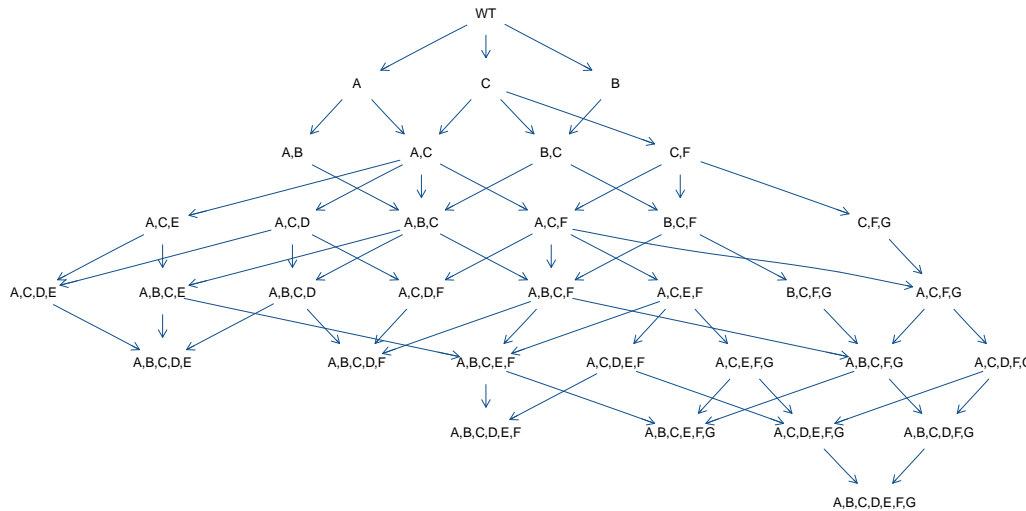 WT
A
C
B
A,B
A,C
B,C
C,F
A,C,E
A,C,D
A,B,C
A,C,F
B,C,F
C,F,G
A,C,D,E
A,B,C,E
A,B,C,D
A,C,D,F
A,B,C,F
A,C,E,F
B,C,F,G
A,C,F,G
A,B,C,D,E
A,B,C,D,F
A,B,C,E,F
A,C,D,E,F
A,C,E,F,G
A,B,C,F,G
A,C,D,F,G
A,B,C,D,E,F
A,B,C,E,F,G
A,C,D,E,F,G
A,B,C,D,F,G
A,B,C,D,E,F,G